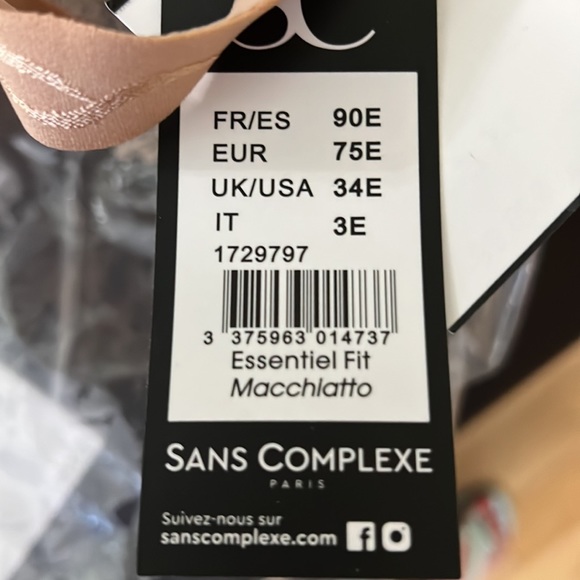 FR/ES 90E
EUR 75E
UK/USA 34E
IT 3E
1729797
3 375963 014737
Essentiel Fit
Macchiatto
SANS COMPLEXE
PARIS
Suivez-nous sur
sanscomplexe.com